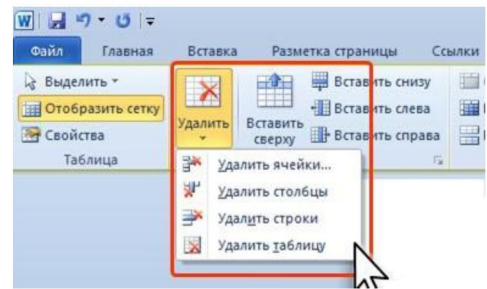 W
Файл Главная Вставка Разметка страницы Ссылки
Выделить
Отобразить сетку
Свойства
Таблица
Удалить
Вставить сверху
Вставить снизу
Вставить слева
Вставить справа
Удалить ячейки...
Удалить столбцы
Удалить строки
Удалить таблицу